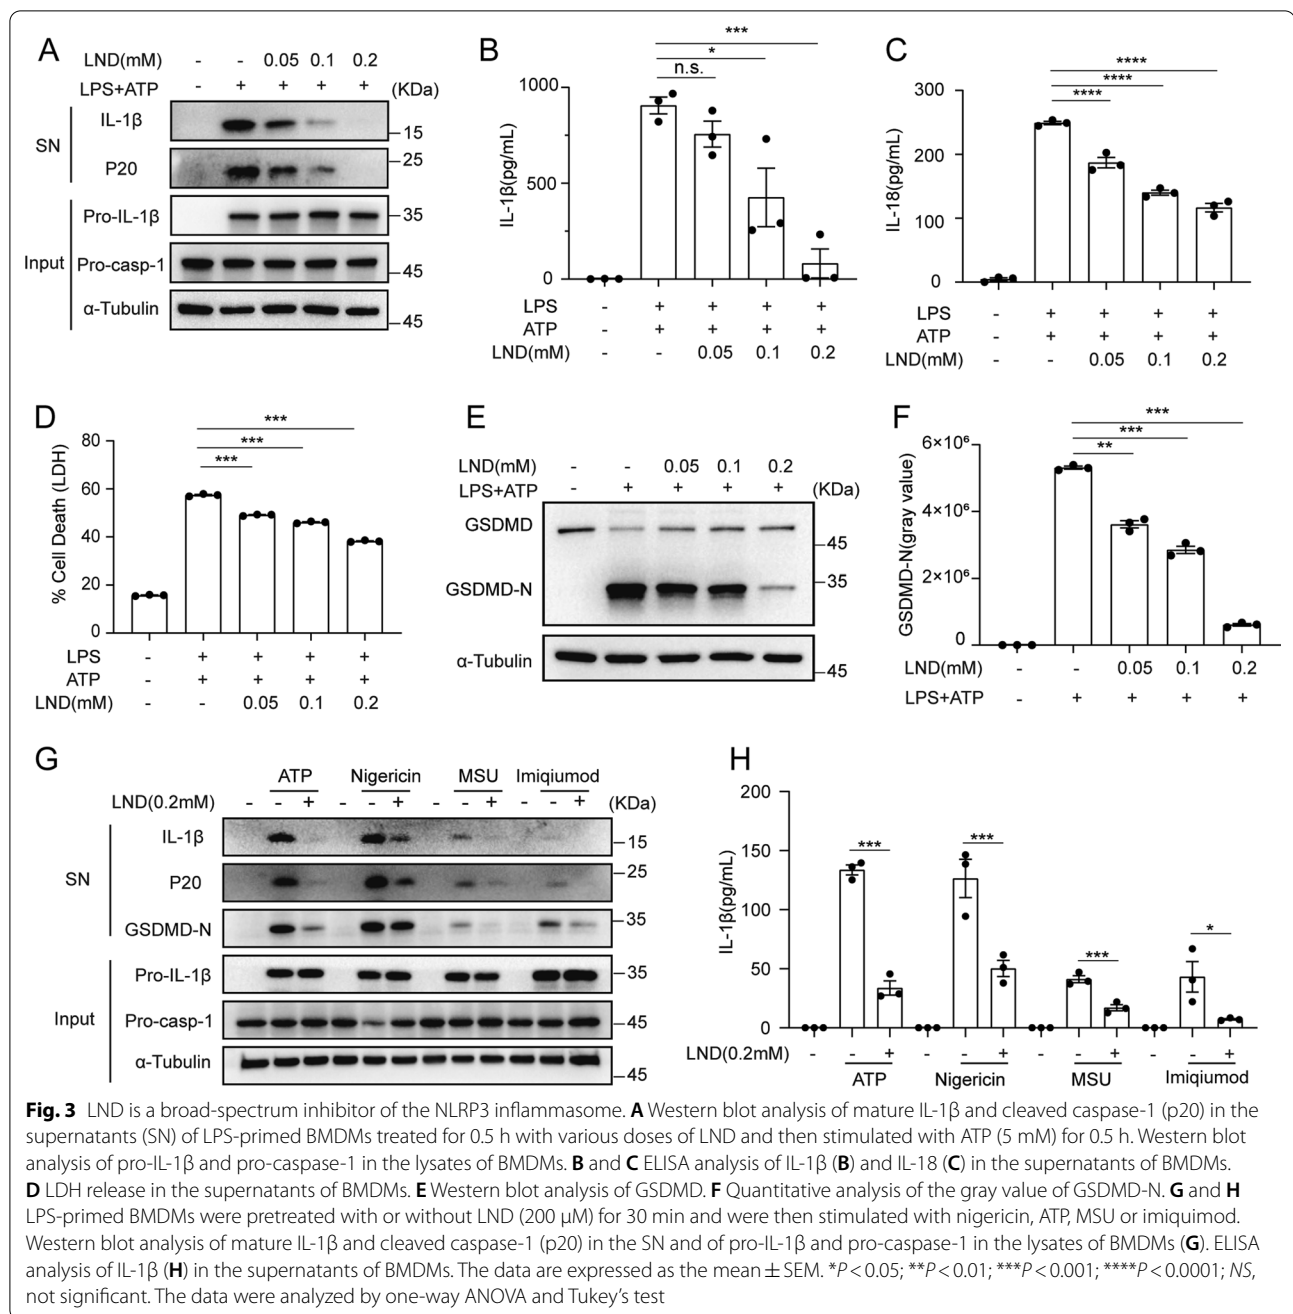 A
LND(mM) - - 0.05 0.1 0.2
LPS+ATP - + + + + (KDa)
SN
IL-1β
15
P20
25
Input
Pro-IL-1β
35
Pro-casp-1
45
α-Tubulin
45
B
***
*
n.s.
IL-1β(pg/mL)
1000
500
0
LPS - + + + +
ATP - + + + +
LND(mM) - - 0.05 0.1 0.2
C
****
****
****
IL-18(pg/mL)
300
200
100
0
LPS - + + + +
ATP - + + + +
LND(mM) - - 0.05 0.1 0.2
D
***
***
***
% Cell Death (LDH)
80
60
40
20
0
LPS - + + + +
ATP - + + + +
LND(mM) - - 0.05 0.1 0.2
E
LND(mM) - - 0.05 0.1 0.2
LPS+ATP - + + + + (KDa)
GSDMD
45
GSDMD-N
35
α-Tubulin
45
F
***
***
**
GSDMD-N(gray value)
6×10⁶
4×10⁶
2×10⁶
0
LND(mM) - - 0.05 0.1 0.2
LPS+ATP - + + + +
G
ATP Nigericin MSU Imiqiumod
LND(0.2mM) - - + - - + - - + - - + (KDa)
SN
IL-1β
15
P20
25
GSDMD-N
35
Input
Pro-IL-1β
35
Pro-casp-1
45
α-Tubulin
45
H
***
***
***
*
IL-1β(pg/mL)
200
150
100
50
0
LND(0.2mM) - - + - - + - - + - - +
ATP Nigericin MSU Imiqiumod
Fig. 3 LND is a broad-spectrum inhibitor of the NLRP3 inflammasome. A Western blot analysis of mature IL-1β and cleaved caspase-1 (p20) in the
supernatants (SN) of LPS-primed BMDMs treated for 0.5 h with various doses of LND and then stimulated with ATP (5 mM) for 0.5 h. Western blot
analysis of pro-IL-1β and pro-caspase-1 in the lysates of BMDMs. B and C ELISA analysis of IL-1β (B) and IL-18 (C) in the supernatants of BMDMs.
D LDH release in the supernatants of BMDMs. E Western blot analysis of GSDMD. F Quantitative analysis of the gray value of GSDMD-N. G and H
LPS-primed BMDMs were pretreated with or without LND (200 μM) for 30 min and were then stimulated with nigericin, ATP, MSU or imiquimod.
Western blot analysis of mature IL-1β and cleaved caspase-1 (p20) in the SN and of pro-IL-1β and pro-caspase-1 in the lysates of BMDMs (G). ELISA
analysis of IL-1β (H) in the supernatants of BMDMs. The data are expressed as the mean ± SEM. *P < 0.05; **P < 0.01; ***P < 0.001; ****P < 0.0001; NS,
not significant. The data were analyzed by one-way ANOVA and Tukey's test